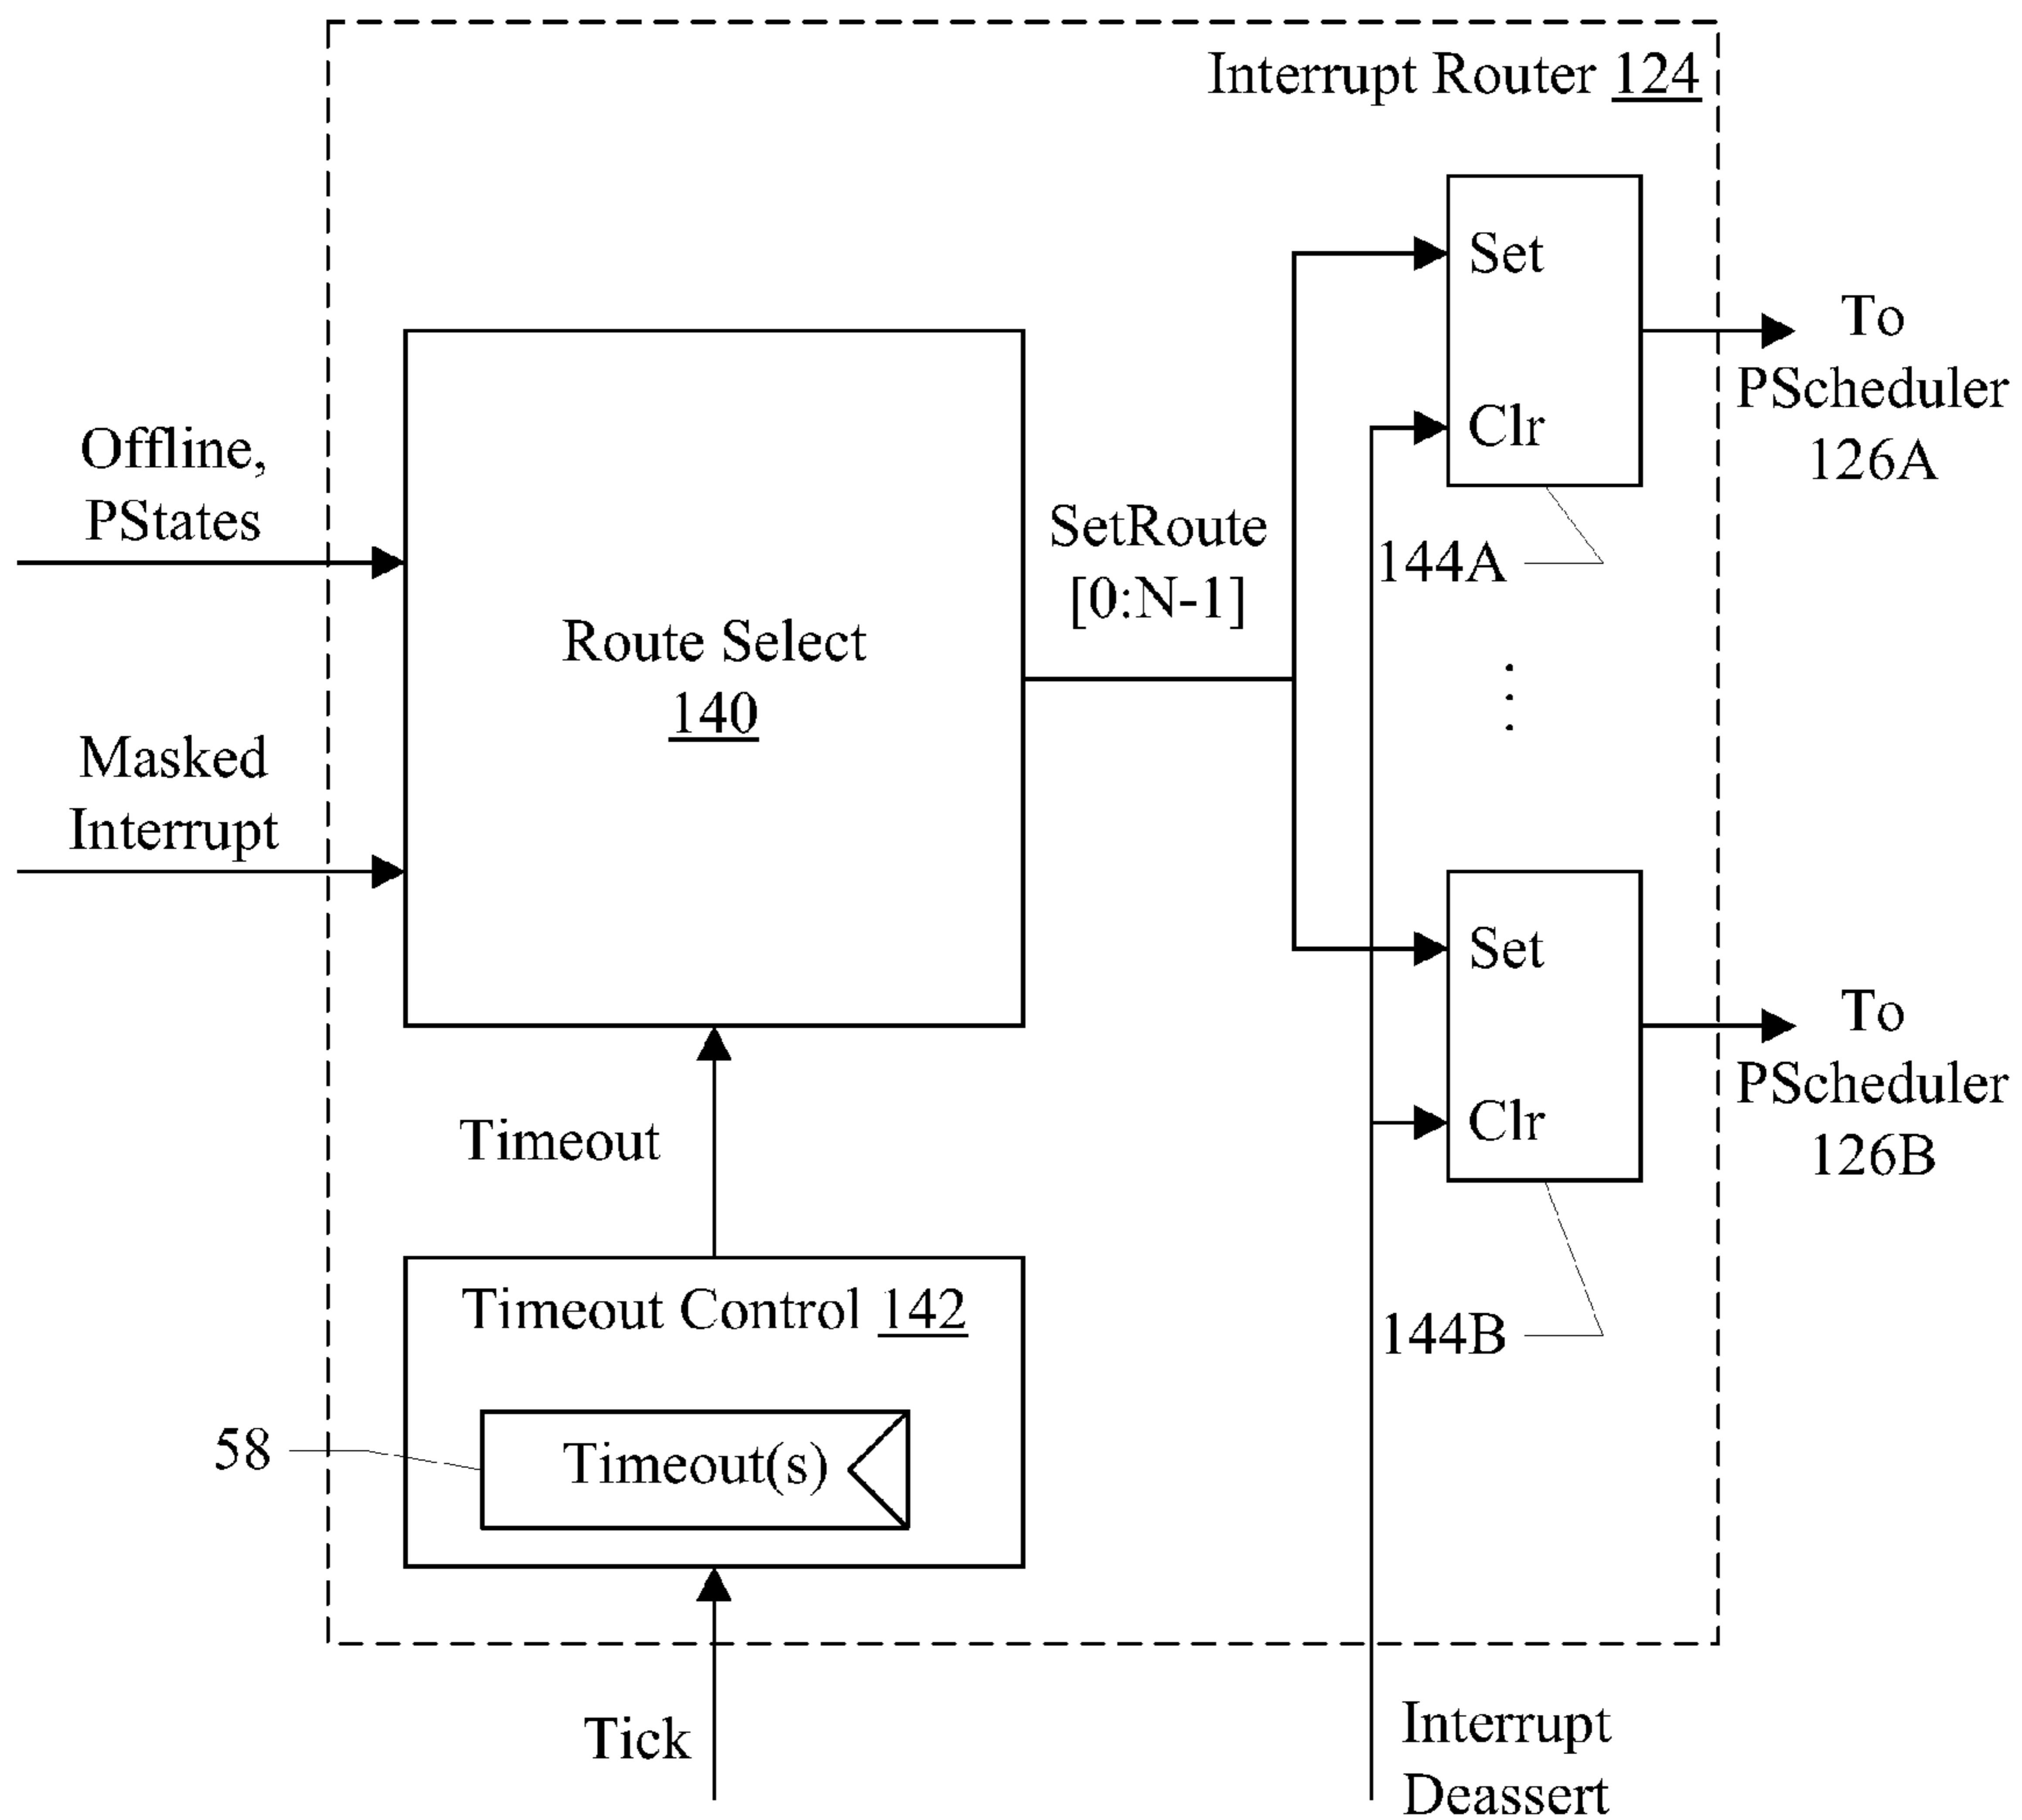 Interrupt Router 124
Set
Clr
To
PScheduler
126A
144A
Offline,
PStates
SetRoute
[0:N-1]
Route Select
140
Masked
Interrupt
Set
Clr
To
PScheduler
126B
144B
Timeout
Timeout Control 142
58
Timeout(s)
Tick
Interrupt
Deassert